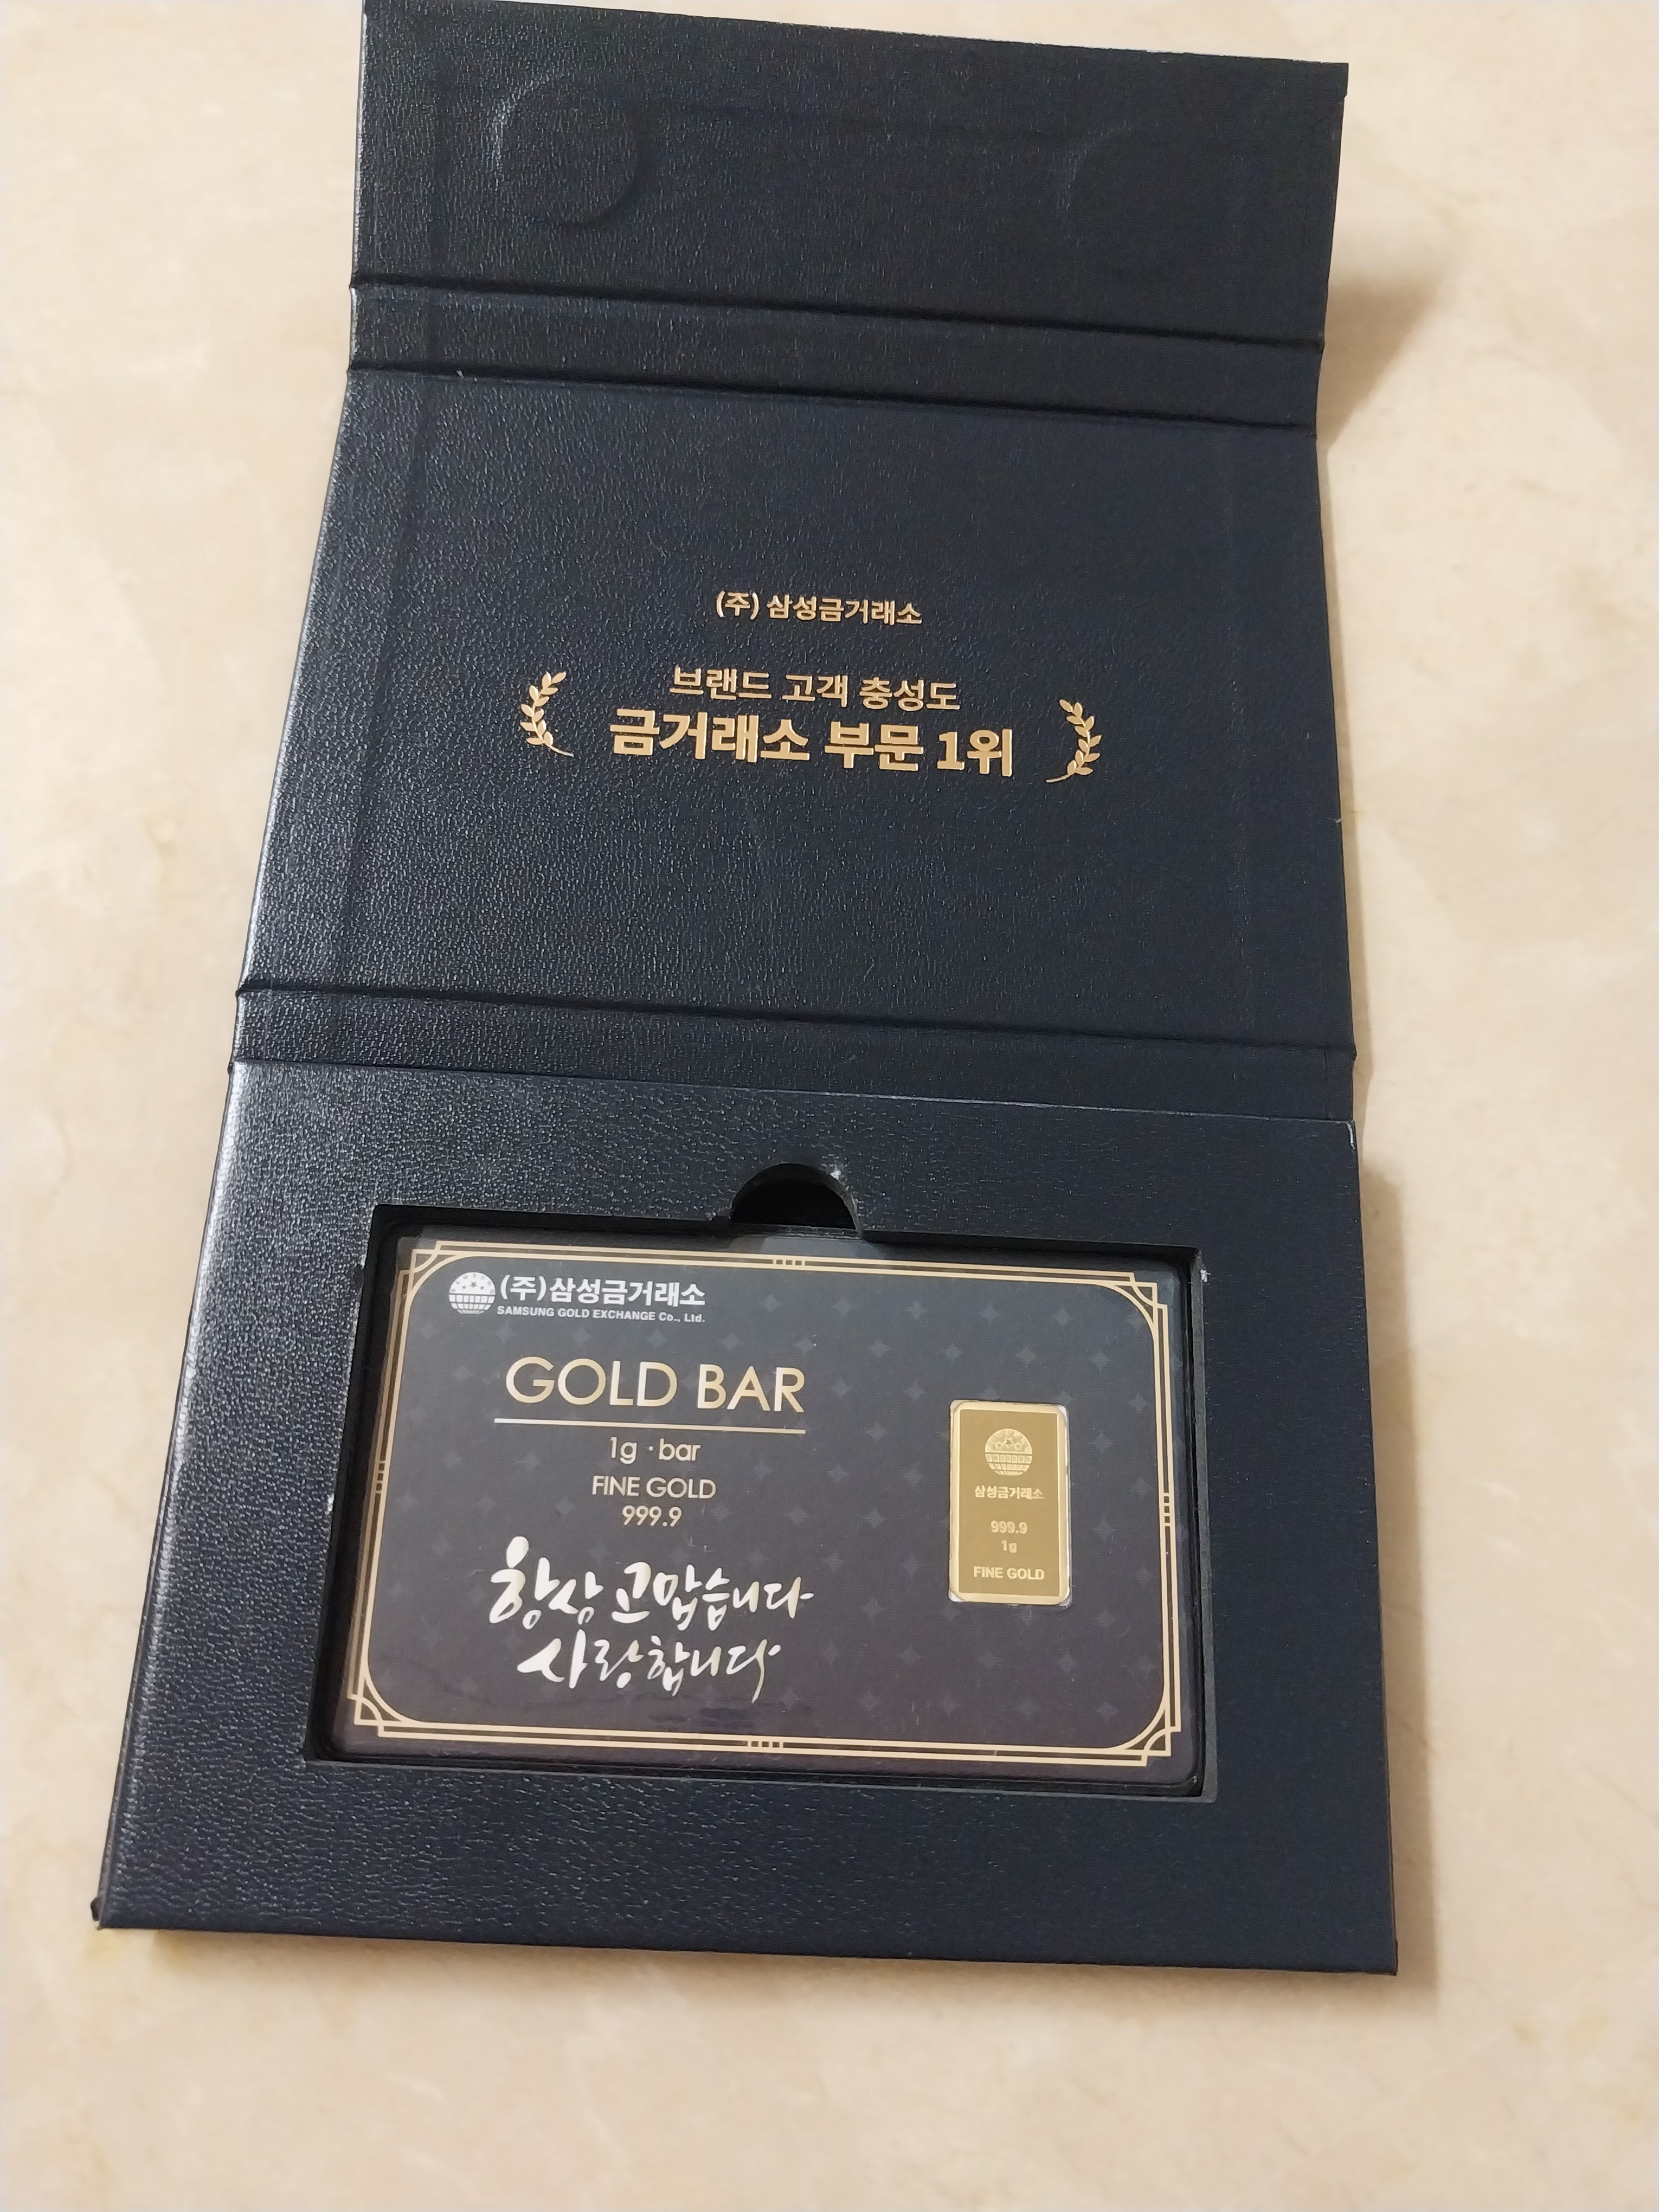 (주) 삼성금거래소
브랜드 고객 충성도
금거래소 부문 1위
(주)삼성금거래소
SAMSUNG GOLD EXCHANGE Co., Ltd.
GOLD BAR
1g · bar
FINE GOLD
999.9
항상 고맙습니다
사랑합니다
삼성금거래소
999.9
1g
FINE GOLD